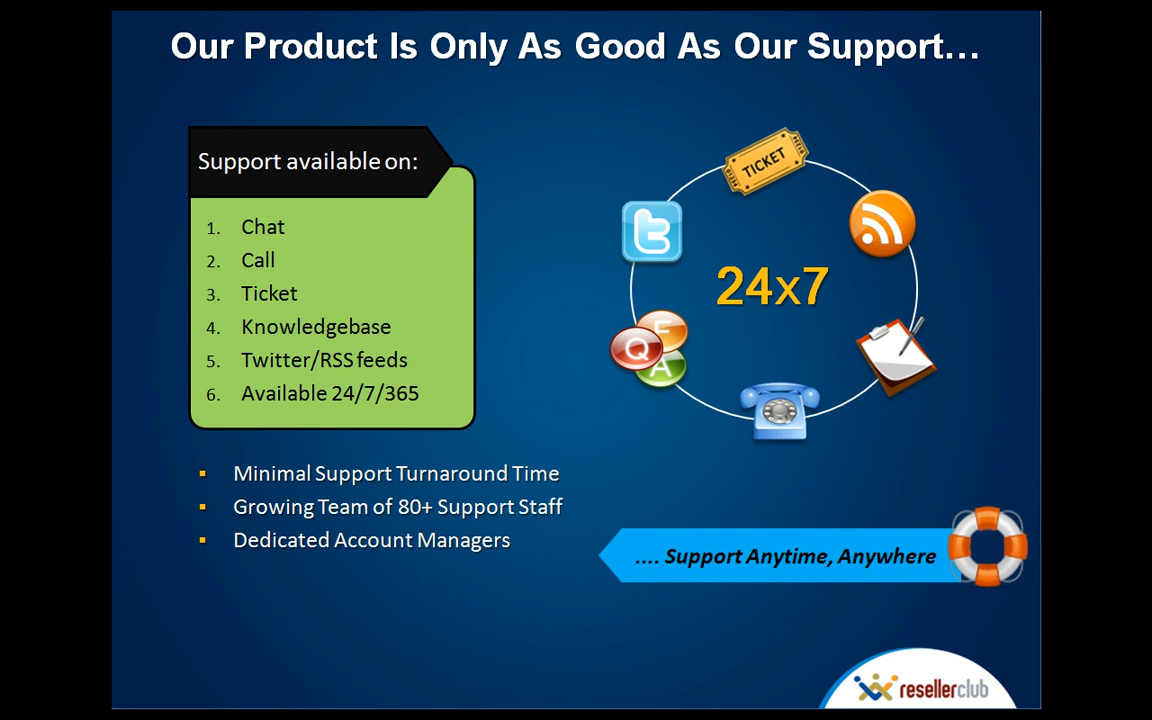 Our Product Is Only As Good As Our Support...
Support available on:
1. Chat
2. Call
3. Ticket
4. Knowledgebase
5. Twitter/RSS feeds
6. Available 24/7/365
▪ Minimal Support Turnaround Time
▪ Growing Team of 80+ Support Staff
▪ Dedicated Account Managers
TICKET
t
24x7
F
Q
A
.... Support Anytime, Anywhere
resellerclub